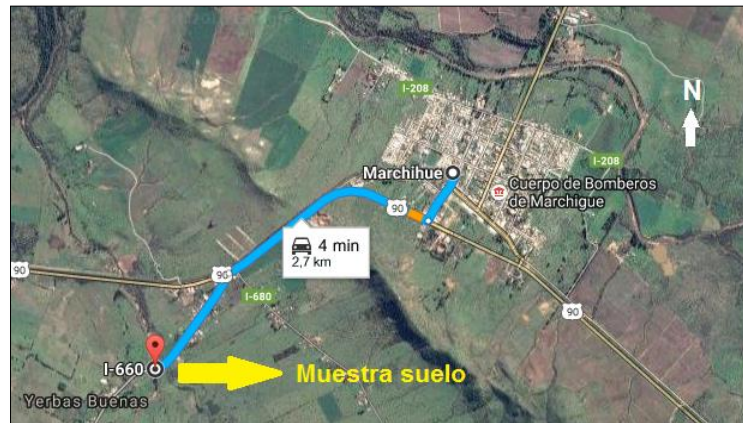 I-208
N
Marchihue
I-208
Cuerpo de Bomberos
de Marchigue
90
4 min
2,7 km
90
90
I-680
90
I-660
Muestra suelo
Yerbas Buenas